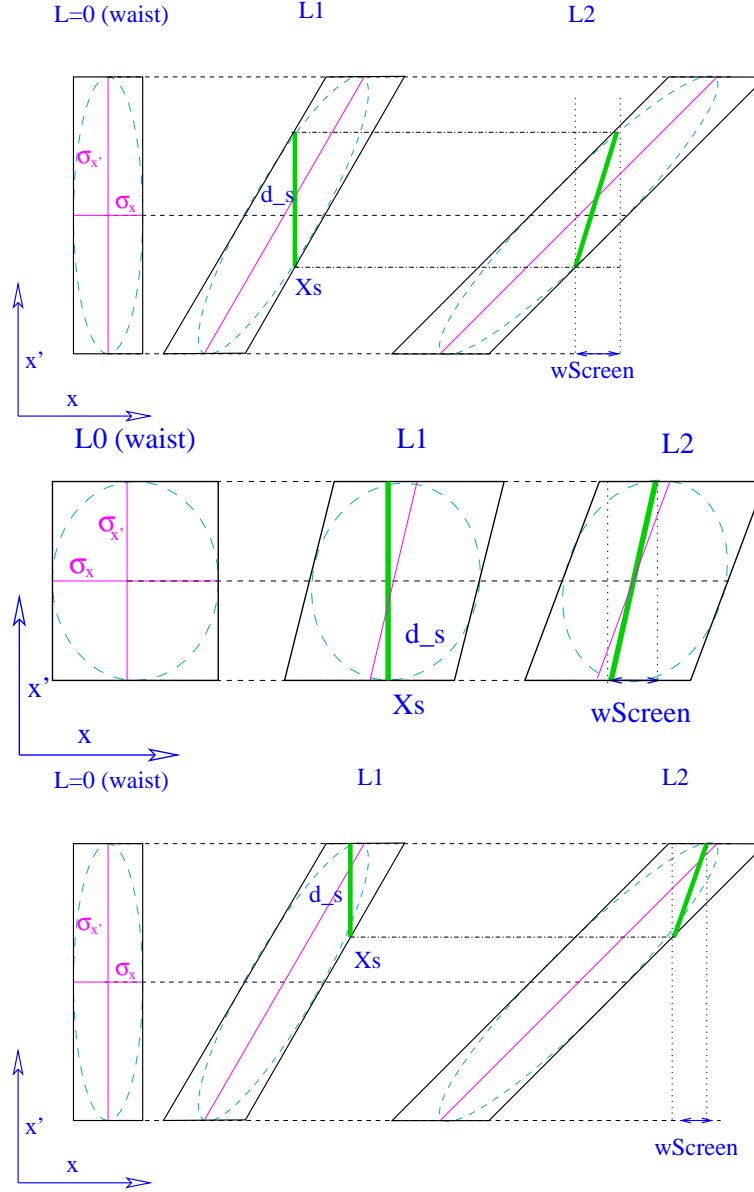 L=0 (waist) L1 L2
σx'
σx
d_s
Xs
x'
wScreen
x
L0 (waist) L1 L2
σx'
σx
d_s
x'
Xs
wScreen
x
L=0 (waist) L1 L2
d_s
σx'
Xs
σx
x'
wScreen
x